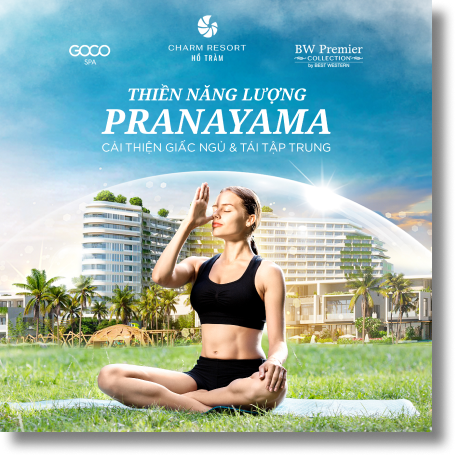 GOCO
SPA
CHARM RESORT
HỒ TRÀM
BW Premier
COLLECTION
by BEST WESTERN
THIỀN NĂNG LƯỢNG
PRANAYAMA
CẢI THIỆN GIẤC NGỦ & TÁI TẬP TRUNG